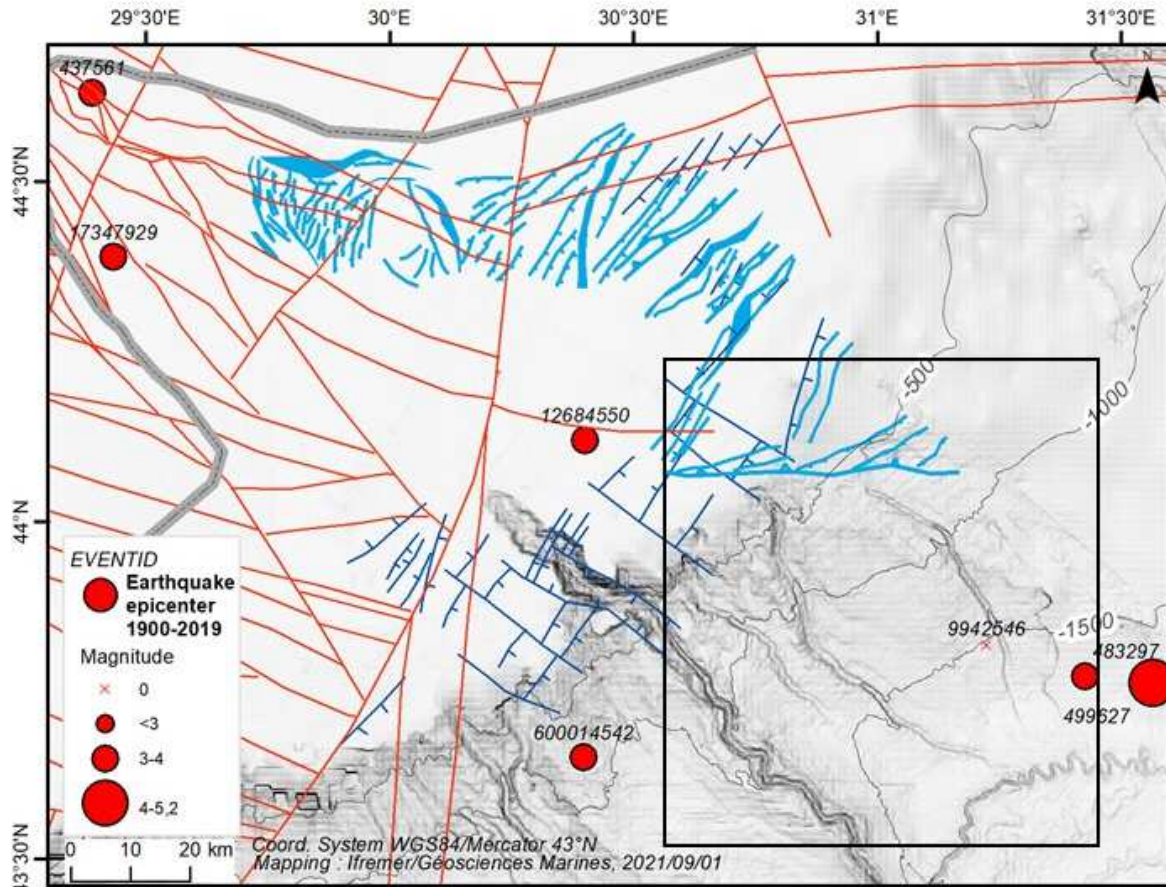 29°30'E
30°E
30°30'E
31°E
31°30'E
N
437561
44°30'N
17347929
-500
-1000
12684550
44°N
EVENTID
Earthquake
epicenter
1900-2019
Magnitude
0
<3
3-4
4-5,2
9942546
-1500
483297
499627
600014542
0 10 20 km
Coord. System WGS84/Mercator 43°N
Mapping : Ifremer/Géosciences Marines, 2021/09/01
43°30'N